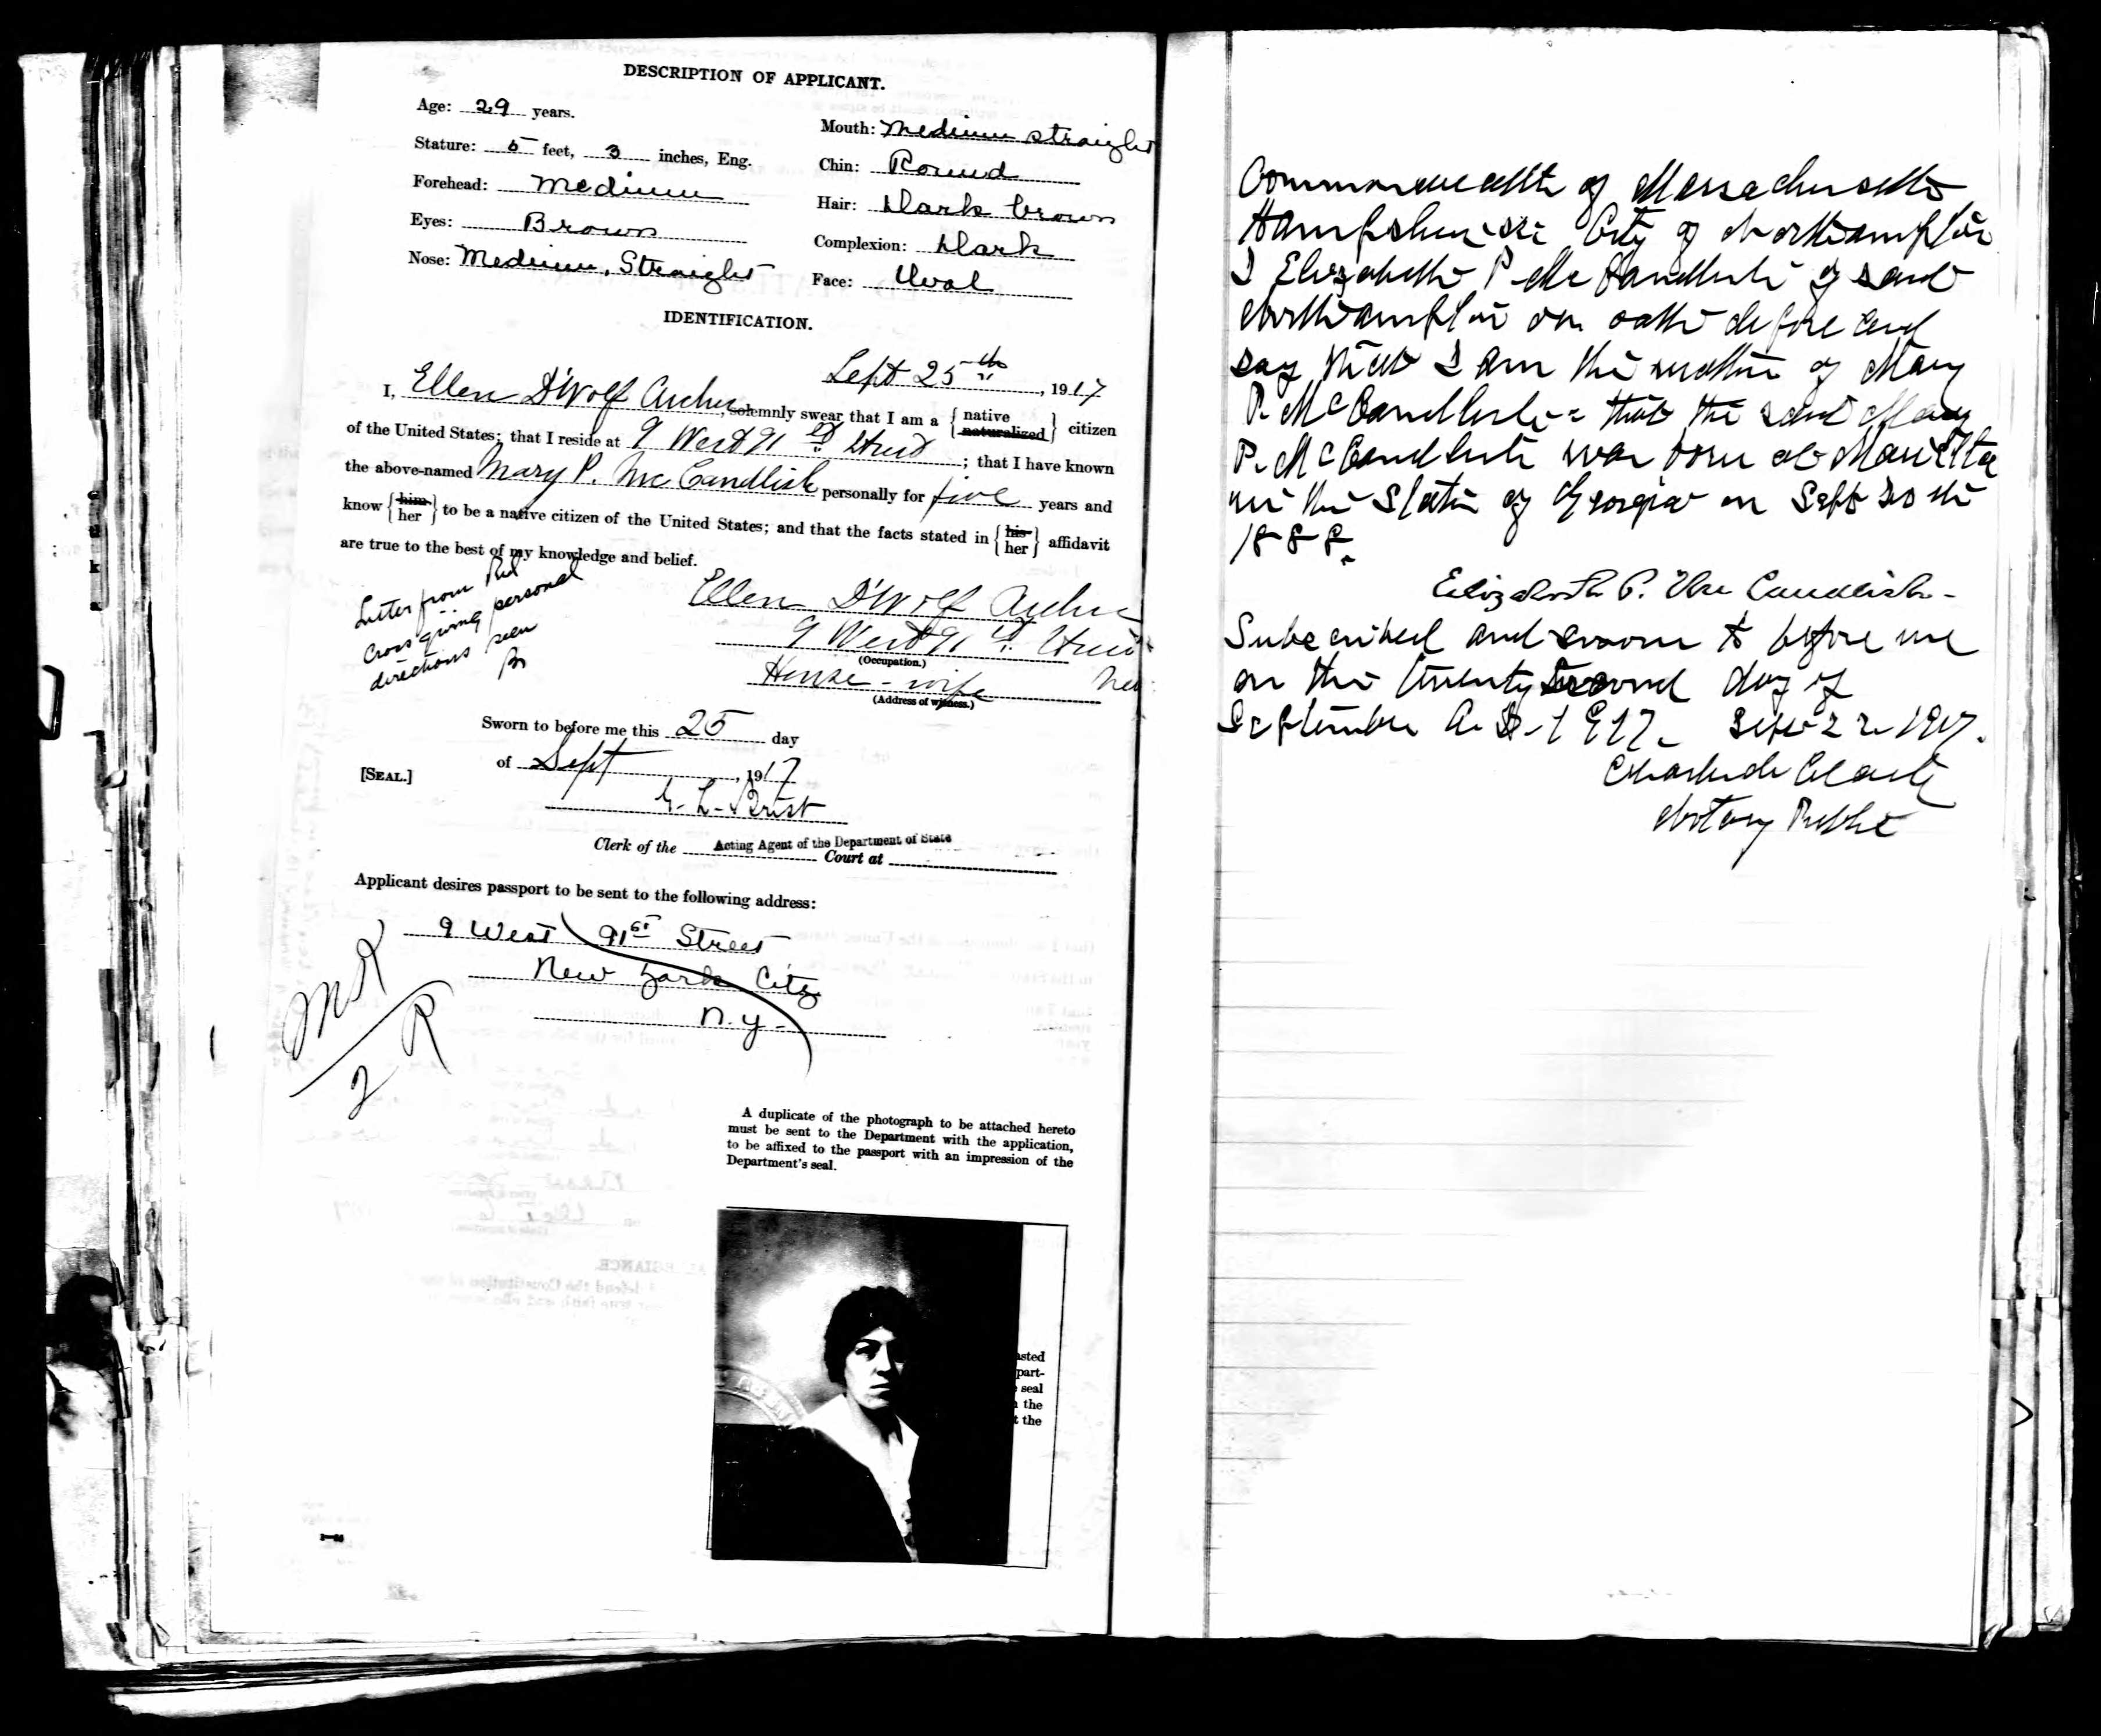 DESCRIPTION OF APPLICANT.
Age: 29 years.
Stature: 5 feet, 3 inches, Eng.
Forehead: Medium
Eyes: Brown
Nose: Medium, Straight
Mouth: Medium straight
Chin: Round
Hair: Dark brown
Complexion: Dark
Face: Oval
IDENTIFICATION.
Sept 25th, 1917
I, Ellen D'Wolf Archer, solemnly swear that I am a { native naturalized } citizen
of the United States; that I reside at 9 West 91st Street; that I have known
the above-named Mary P. McCandlish personally for five years and
know { him her } to be a native citizen of the United States; and that the facts stated in { his her } affidavit
are true to the best of my knowledge and belief.
Letter from Red
Cross giving personal
directions seen
Ellen D'Wolf Archer
9 West 91st Street
(Occupation.)
House-wife
(Address of witness.)
Sworn to before me this 25 day
of Sept, 1917
[SEAL.]
Clerk of the Acting Agent of the Department of State
Court at
Applicant desires passport to be sent to the following address:
9 West 91st Street
New York City
N.Y.
A duplicate of the photograph to be attached hereto
must be sent to the Department with the application,
to be affixed to the passport with an impression of the
Department's seal.
asted
part-
seal
the
t the
Commonwealth of Massachusetts
Hampshire ss: City of Northampton
I Elizabeth P. McCandlish of said
Northampton on oath depose and
say that I am the mother of Mary
P. McCandlish - that the said Mary
P. McCandlish was born at Marietta
in the State of Georgia on Sept 20th
1888.
Elizabeth P. McCandlish-
Subscribed and sworn to before me
on this twenty second day of
September A.D. 1917. Sept 22 1917.
Clark
Notary Public